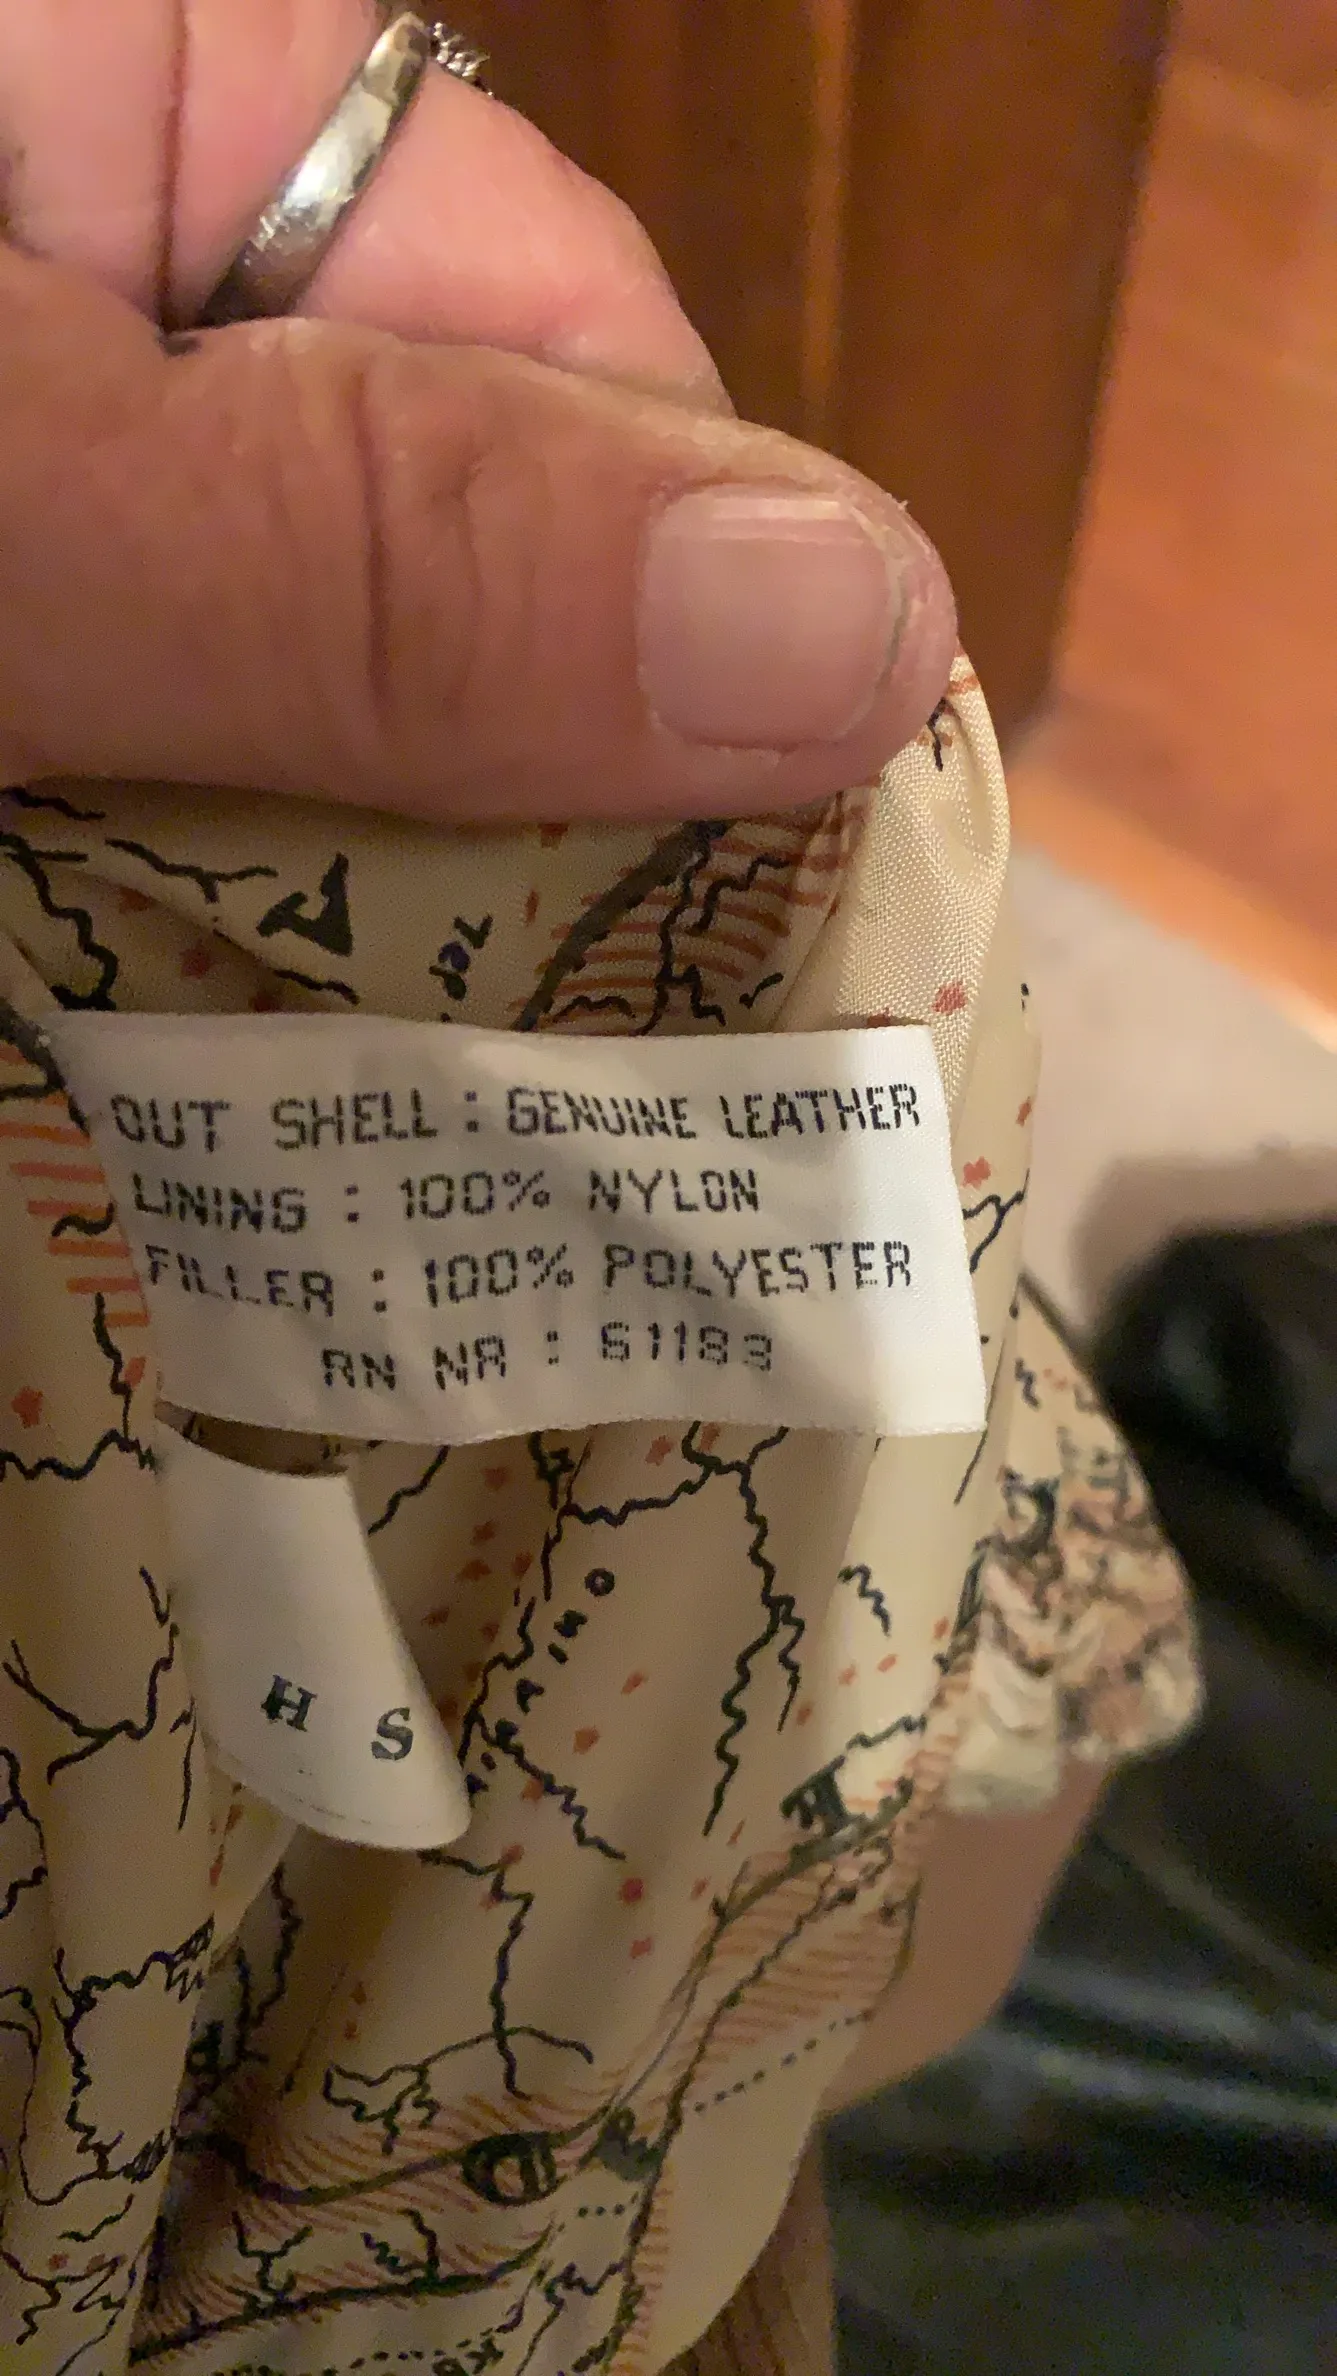 OUT SHELL : GENUINE LEATHER
LINING : 100% NYLON
FILLER : 100% POLYESTER
RN NR : 61183
H S